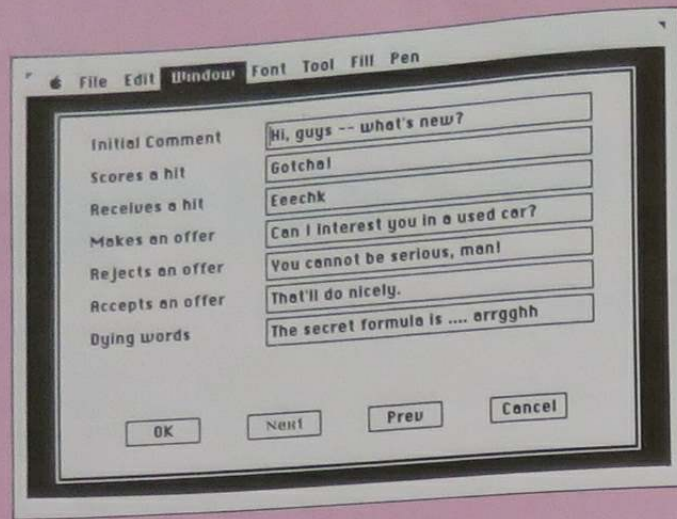 File Edit Window Font Tool Fill Pen
Initial Comment Hi, guys -- what's new?
Scores a hit Gotcha!
Receives a hit Eeechk
Makes an offer Can I interest you in a used car?
Rejects an offer You cannot be serious, man!
Accepts an offer That'll do nicely.
Dying words The secret formula is .... arrgghh
OK Next Prev Cancel